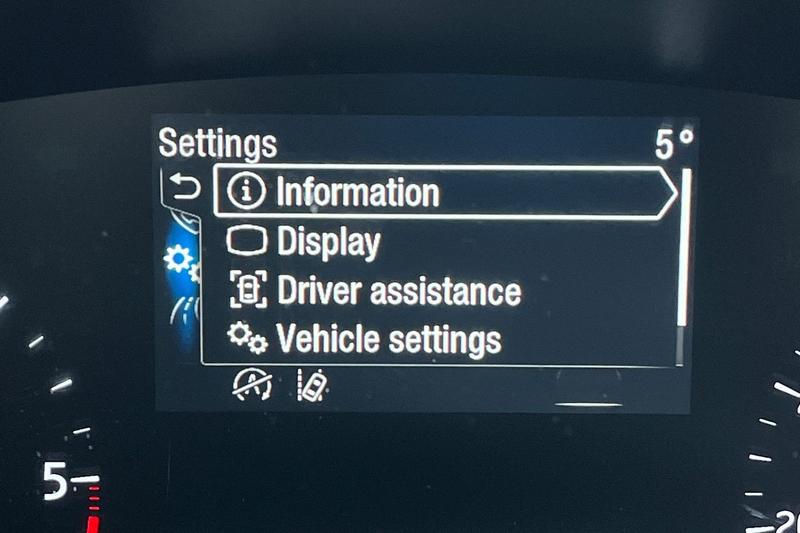 Settings 5°
Information
Display
Driver assistance
Vehicle settings
5